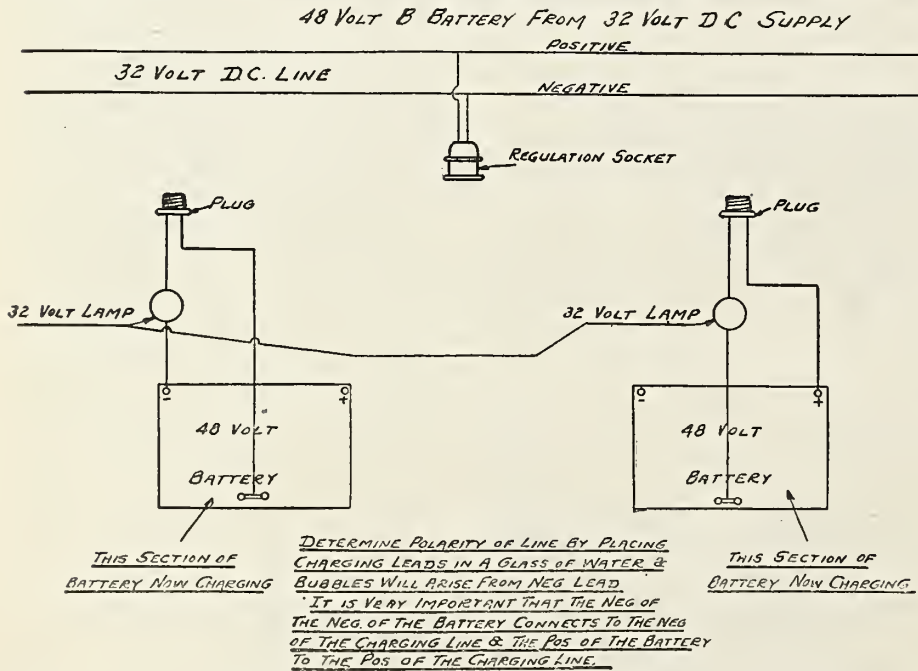 48 VOLT B BATTERY FROM 32 VOLT D C SUPPLY
POSITIVE
32 VOLT D.C. LINE
NEGATIVE
REGULATION SOCKET
PLUG
PLUG
32 VOLT LAMP
32 VOLT LAMP
- +
- +
48 VOLT
48 VOLT
BATTERY
BATTERY
THIS SECTION OF
BATTERY NOW CHARGING
DETERMINE POLARITY OF LINE BY PLACING
CHARGING LEADS IN A GLASS OF WATER &
BUBBLES WILL ARISE FROM NEG LEAD
IT IS VERY IMPORTANT THAT THE NEG OF
THE NEG. OF THE BATTERY CONNECTS TO THE NEG
OF THE CHARGING LINE & THE POS OF THE BATTERY
TO THE POS OF THE CHARGING LINE.
THIS SECTION OF
BATTERY NOW CHARGING